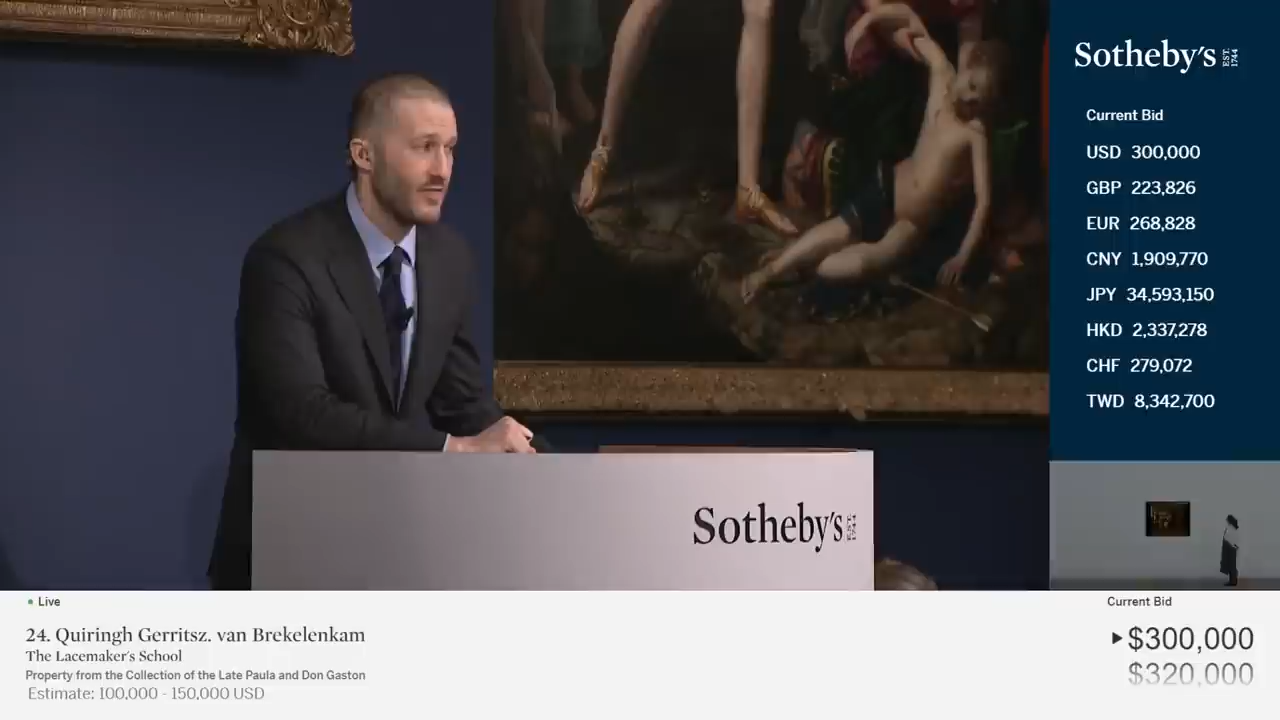 Sotheby's EST. 1744
Current Bid
USD 300,000
GBP 223,826
EUR 268,828
CNY 1,909,770
JPY 34,593,150
HKD 2,337,278
CHF 279,072
TWD 8,342,700
Sotheby's EST. 1744
Live
24. Quiringh Gerritsz. van Brekelenkam
The Lacemaker's School
Property from the Collection of the Late Paula and Don Gaston
Estimate: 100,000 - 150,000 USD
Current Bid
$300,000
$320,000